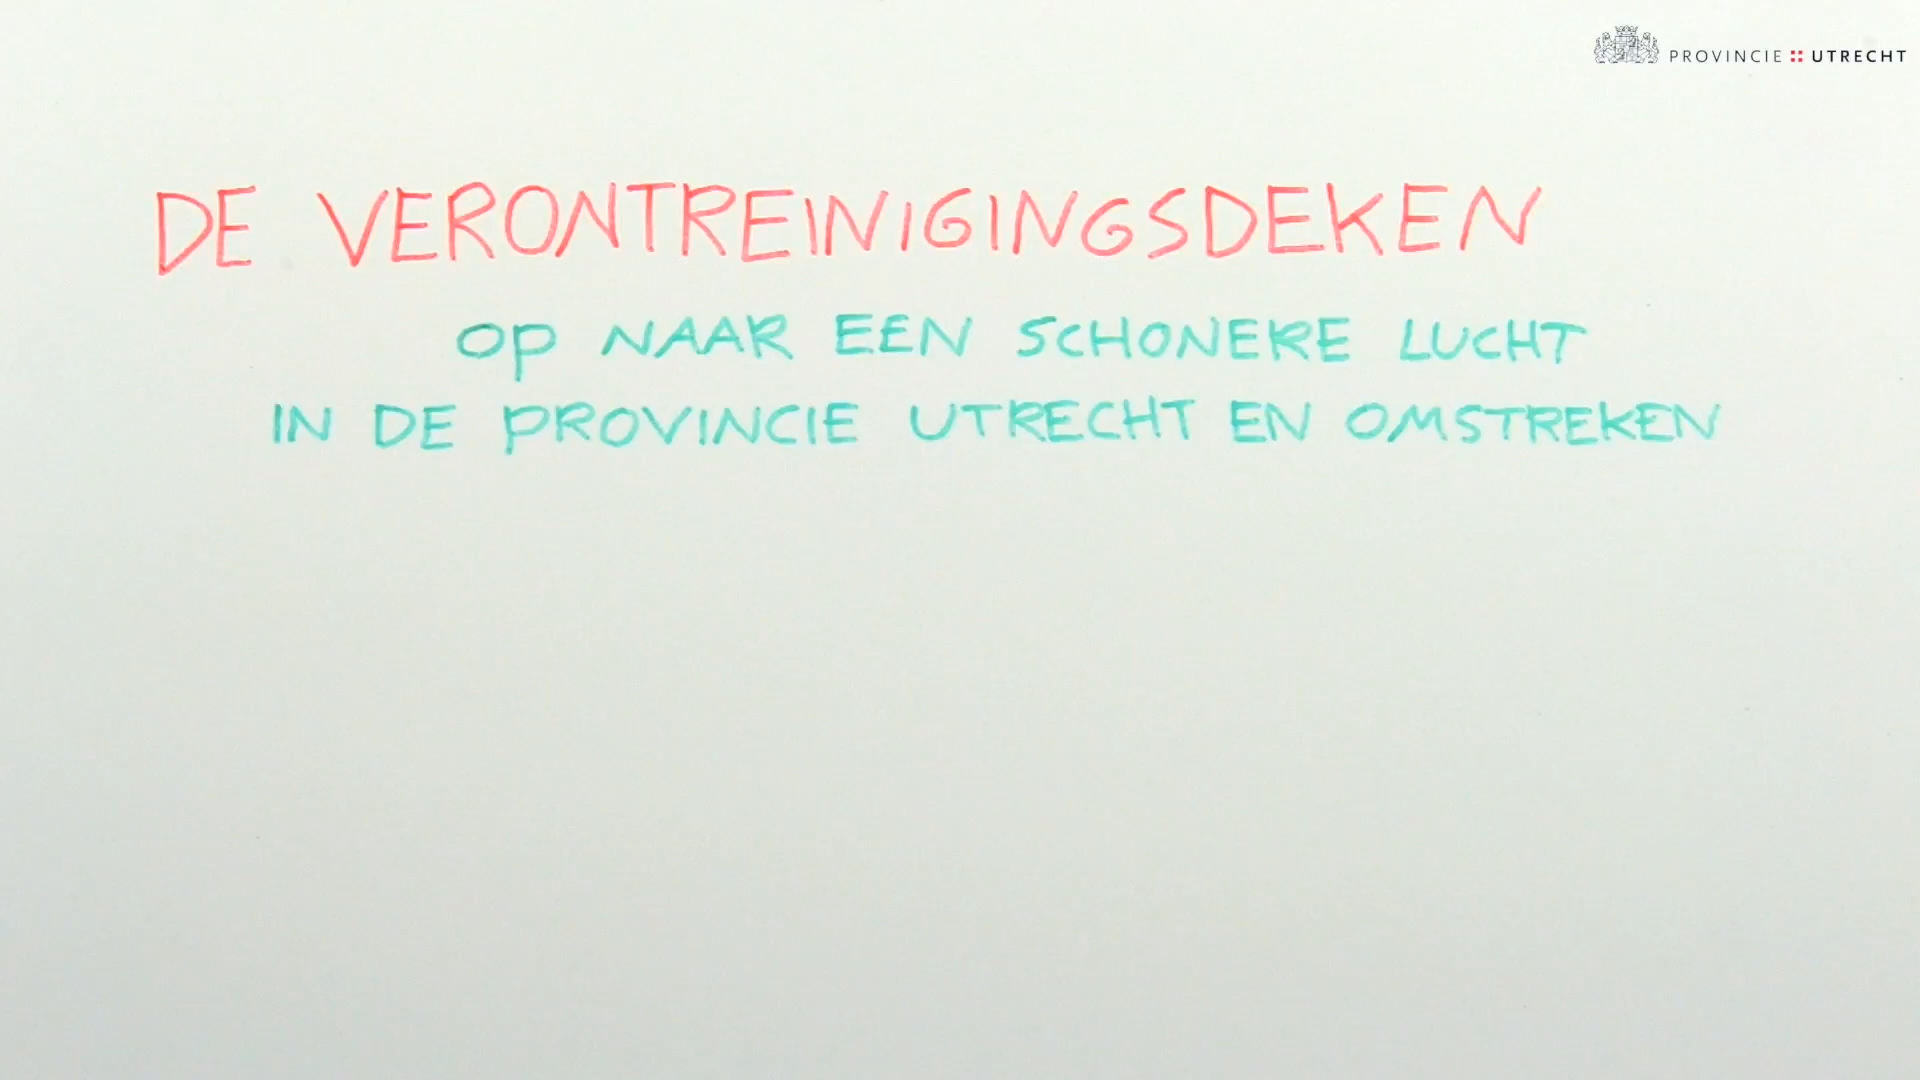 PROVINCIE UTRECHT
DE VERONTREINIGINGSDEKEN
OP NAAR EEN SCHONERE LUCHT
IN DE PROVINCIE UTRECHT EN OMSTREKEN